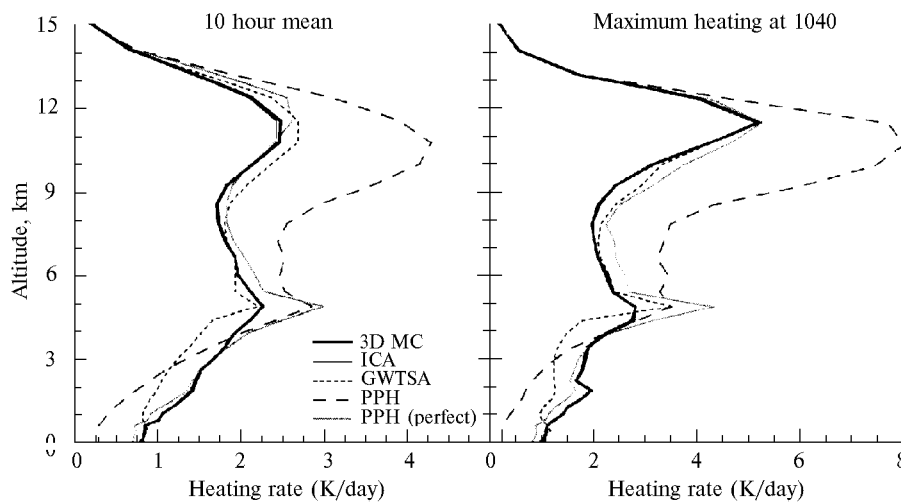 10 hour mean
Maximum heating at 1040
Altitude, km
15
12
9
6
3
0
3D MC
ICA
GWTSA
PPH
PPH (perfect)
0 1 2 3 4
0 2 4 6 8
Heating rate (K/day)
Heating rate (K/day)